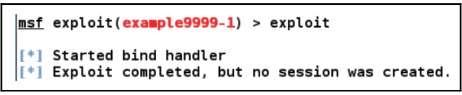 msf exploit(example9999-1) > exploit
[*] Started bind handler
[*] Exploit completed, but no session was created.